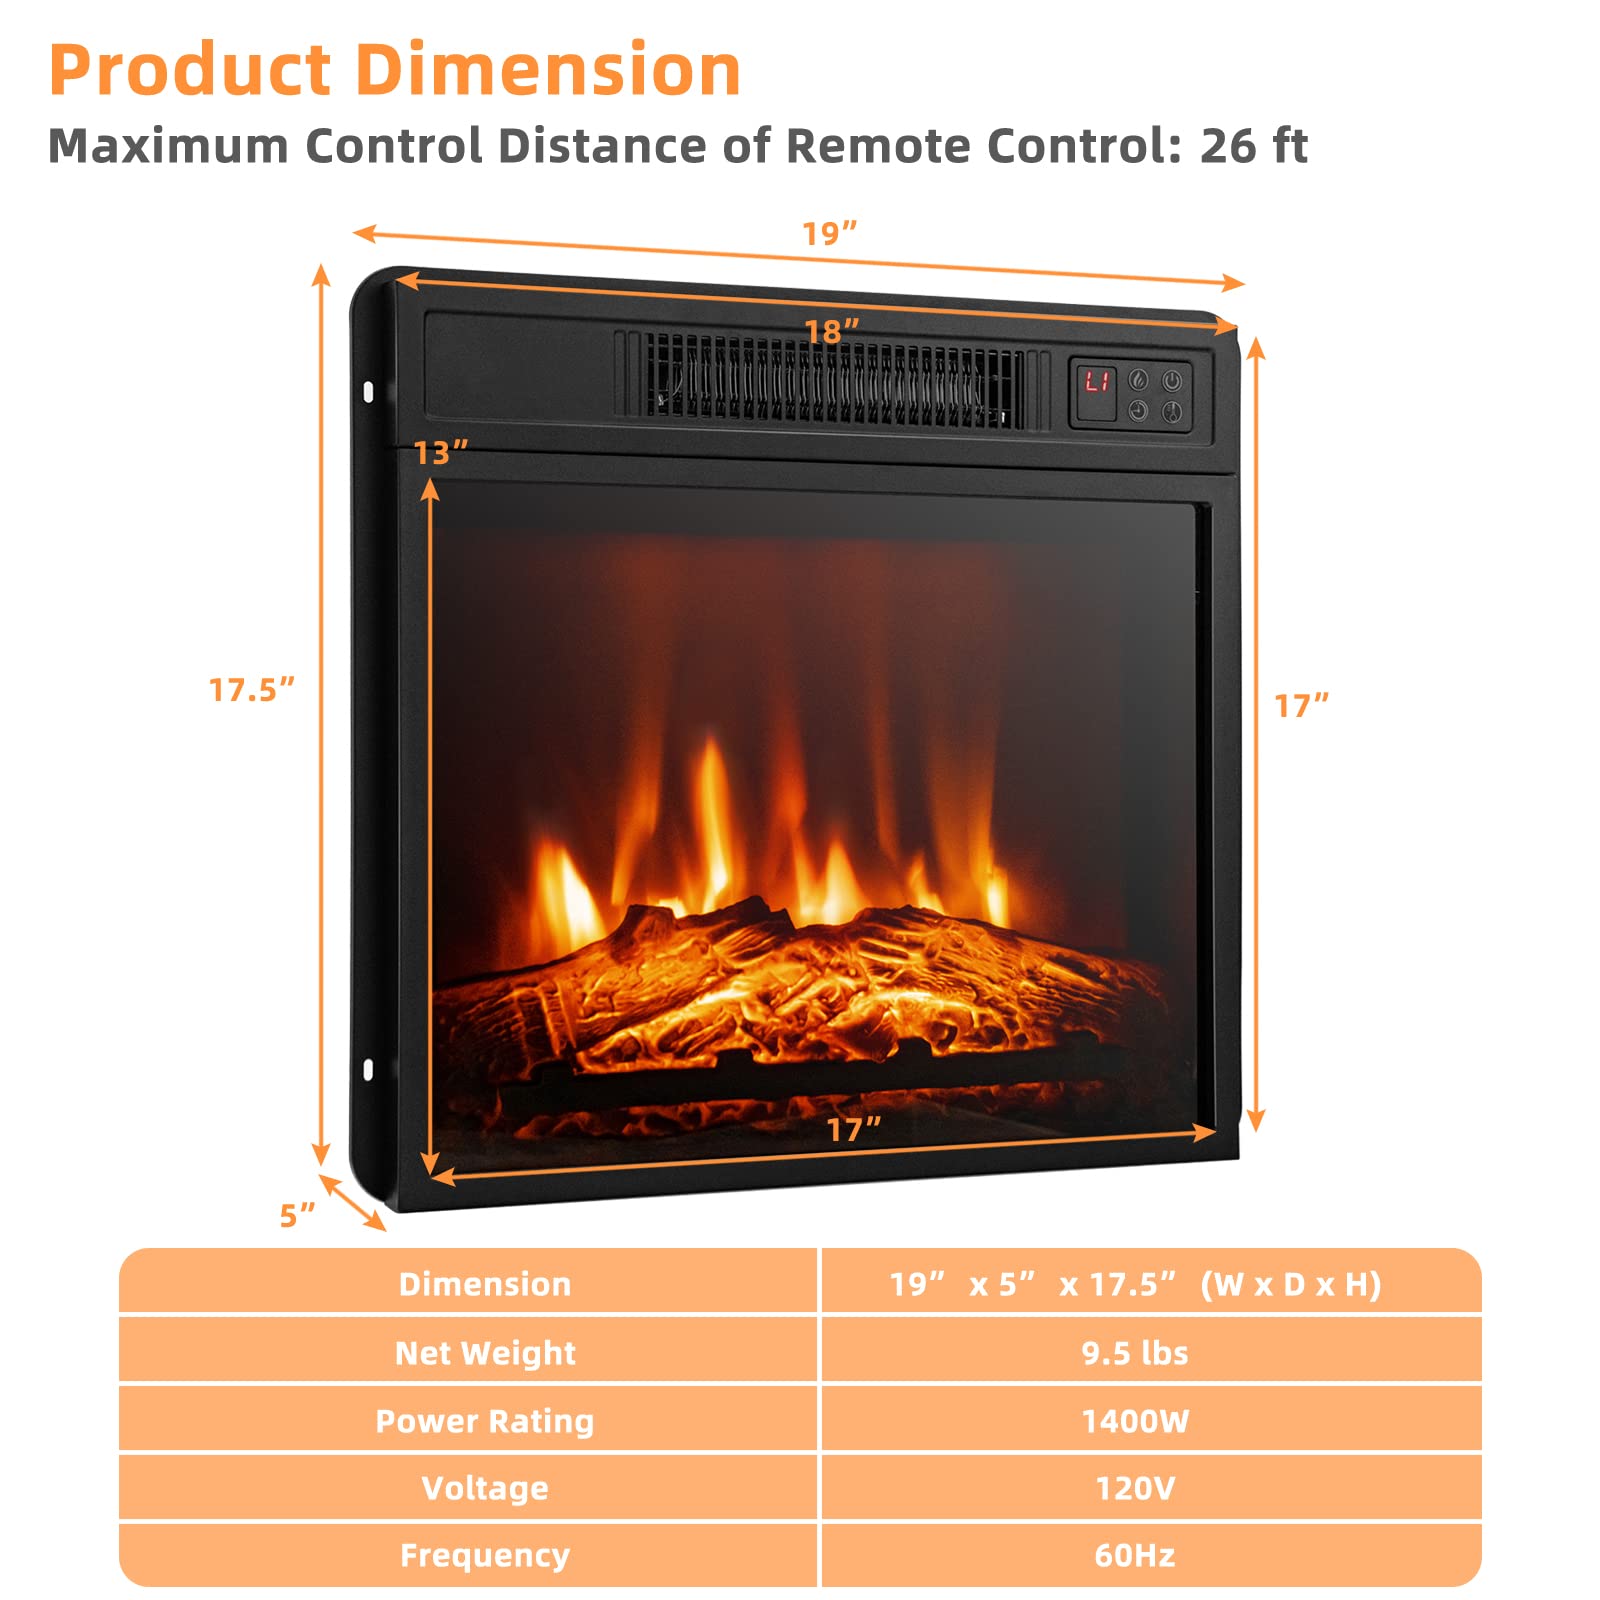 Product Dimension
Maximum Control Distance of Remote Control: 26 ft
19”
18”
L1
13”
17.5”
17”
17”
5”
Dimension 19” x 5” x 17.5” (W x D x H)
Net Weight 9.5 lbs
Power Rating 1400W
Voltage 120V
Frequency 60Hz